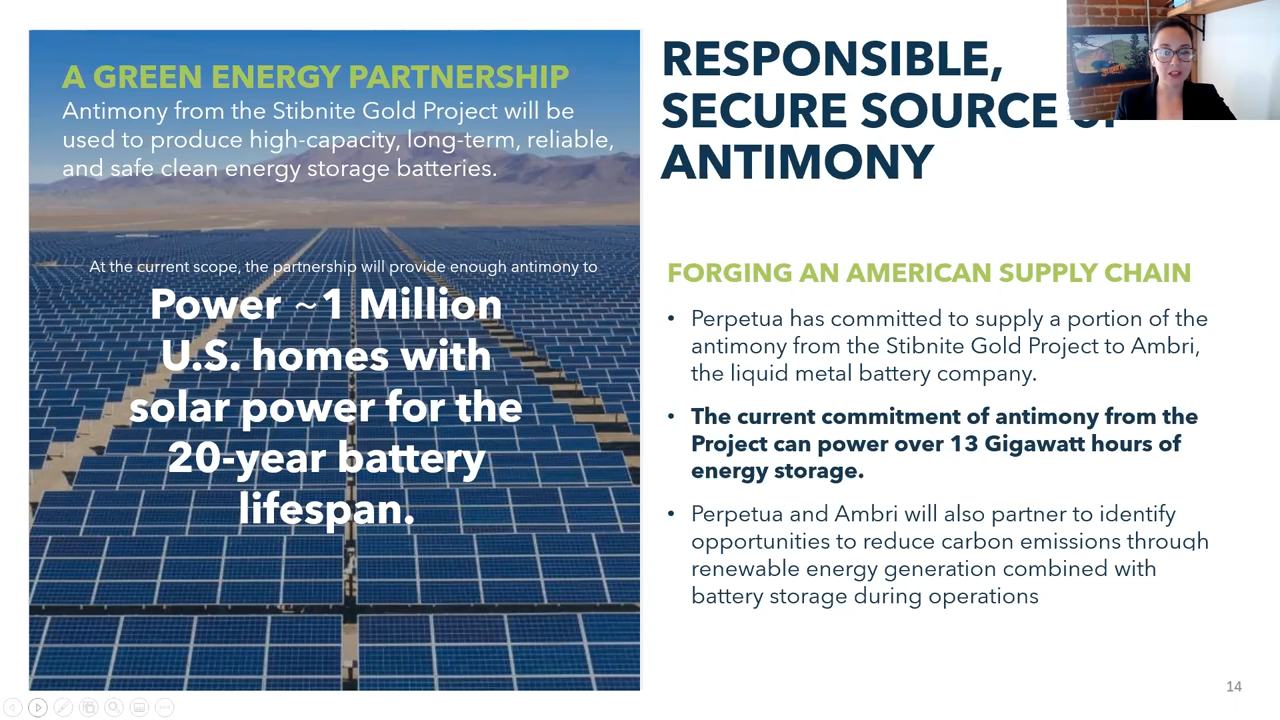 A GREEN ENERGY PARTNERSHIP
Antimony from the Stibnite Gold Project will be
used to produce high-capacity, long-term, reliable,
and safe clean energy storage batteries.
At the current scope, the partnership will provide enough antimony to
Power ~1 Million
U.S. homes with
solar power for the
20-year battery
lifespan.
RESPONSIBLE,
SECURE SOURCE
ANTIMONY
FORGING AN AMERICAN SUPPLY CHAIN
• Perpetua has committed to supply a portion of the
antimony from the Stibnite Gold Project to Ambri,
the liquid metal battery company.
• The current commitment of antimony from the
Project can power over 13 Gigawatt hours of
energy storage.
• Perpetua and Ambri will also partner to identify
opportunities to reduce carbon emissions through
renewable energy generation combined with
battery storage during operations
14